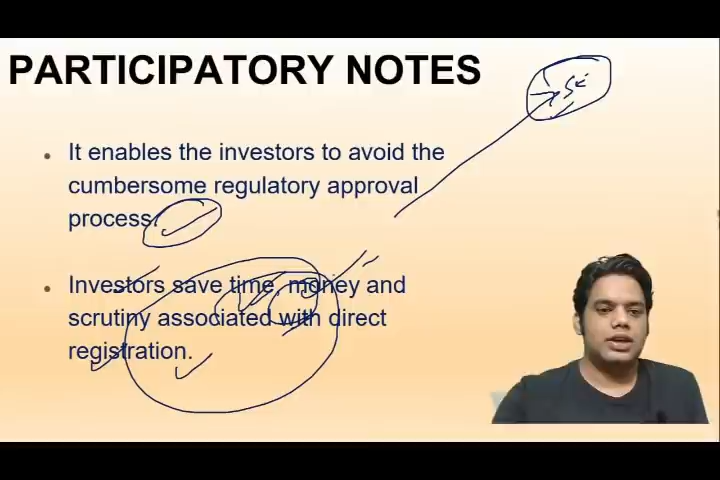 PARTICIPATORY NOTES
• It enables the investors to avoid the
cumbersome regulatory approval
process.
• Investors save time, money and
scrutiny associated with direct
registration.